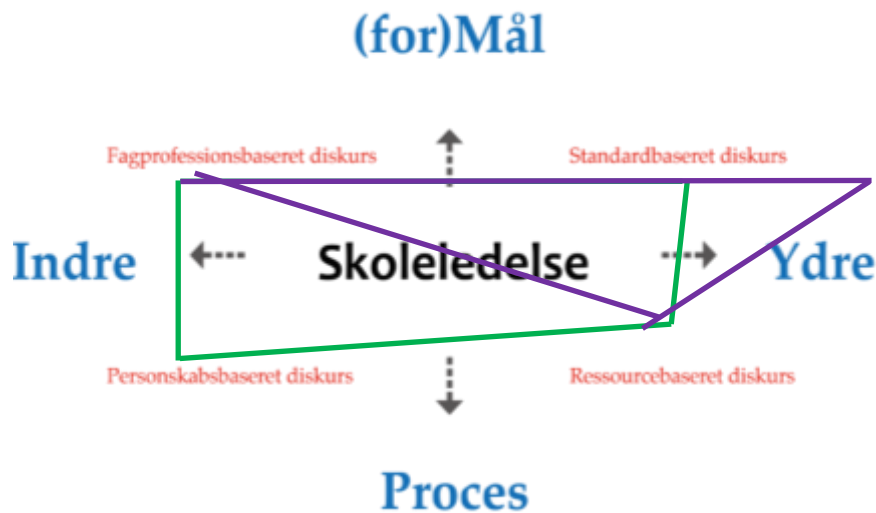 (for)Mål
Fagprofessionsbaseret diskurs
Standardbaseret diskurs
Indre
Skoleledelse
Ydre
Personskabsbaseret diskurs
Ressourcebaseret diskurs
Proces